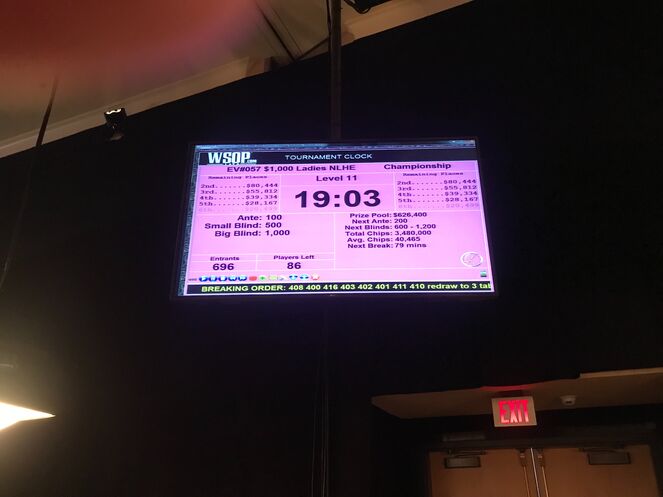 WSOP.COM
TOURNAMENT CLOCK
EV#057 $1,000 Ladies NLHE Championship
Remaining Places
2nd......$80,444
3rd......$55,812
4th......$39,334
5th......$28,167
Level 11
19:03
Remaining Places
2nd......$80,444
3rd......$55,812
4th......$39,334
5th......$28,167
Ante: 100
Small Blind: 500
Big Blind: 1,000
Prize Pool: $626,400
Next Ante: 200
Next Blinds: 600 - 1,200
Total Chips: 3,480,000
Avg. Chips: 40,465
Next Break: 79 mins
Entrants
696
Players Left
86
BREAKING ORDER: 408 400 416 403 402 401 411 410 redraw to 3 tab
EXIT